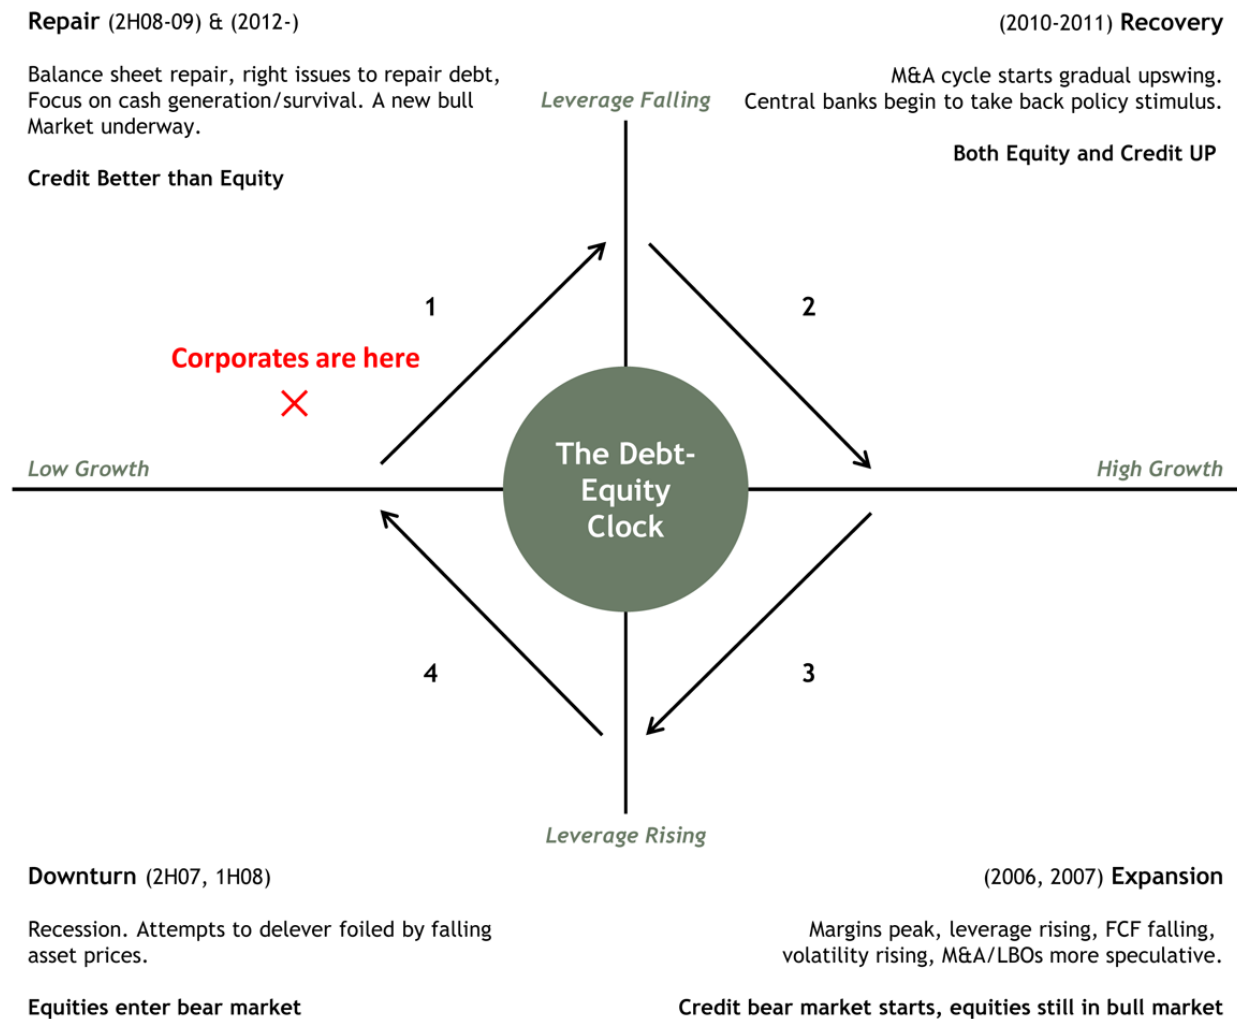 Repair (2H08-09) & (2012-)
Balance sheet repair, right issues to repair debt,
Focus on cash generation/survival. A new bull
Market underway.
Credit Better than Equity
(2010-2011) Recovery
M&A cycle starts gradual upswing.
Central banks begin to take back policy stimulus.
Both Equity and Credit UP
Leverage Falling
1
2
Corporates are here
Low Growth
The Debt-
Equity
Clock
High Growth
4
3
Leverage Rising
Downturn (2H07, 1H08)
Recession. Attempts to delever foiled by falling
asset prices.
Equities enter bear market
(2006, 2007) Expansion
Margins peak, leverage rising, FCF falling,
volatility rising, M&A/LBOs more speculative.
Credit bear market starts, equities still in bull market